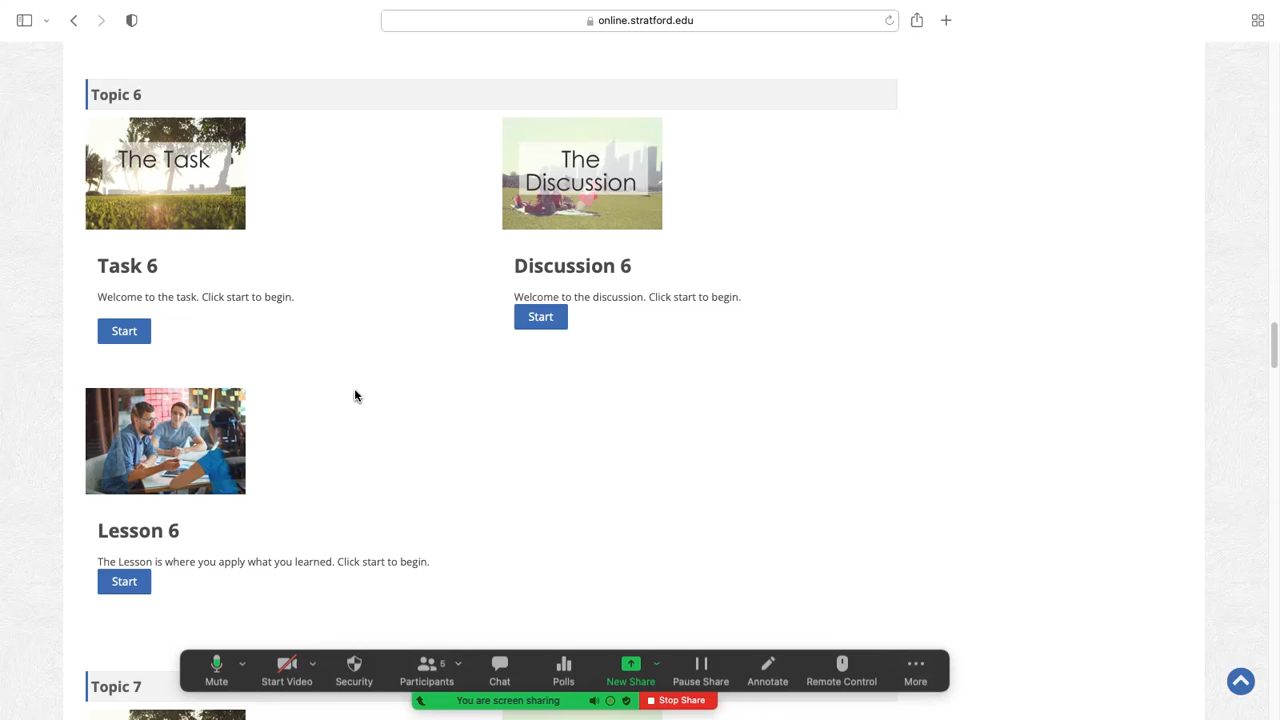 online.stratford.edu
Topic 6
The Task
The
Discussion
Task 6
Discussion 6
Welcome to the task. Click start to begin.
Welcome to the discussion. Click start to begin.
Start
Start
Lesson 6
The Lesson is where you apply what you learned. Click start to begin.
Start
Topic 7
5
Mute
Start Video
Security
Participants
Chat
Polls
New Share
Pause Share
Annotate
Remote Control
More
You are screen sharing
Stop Share